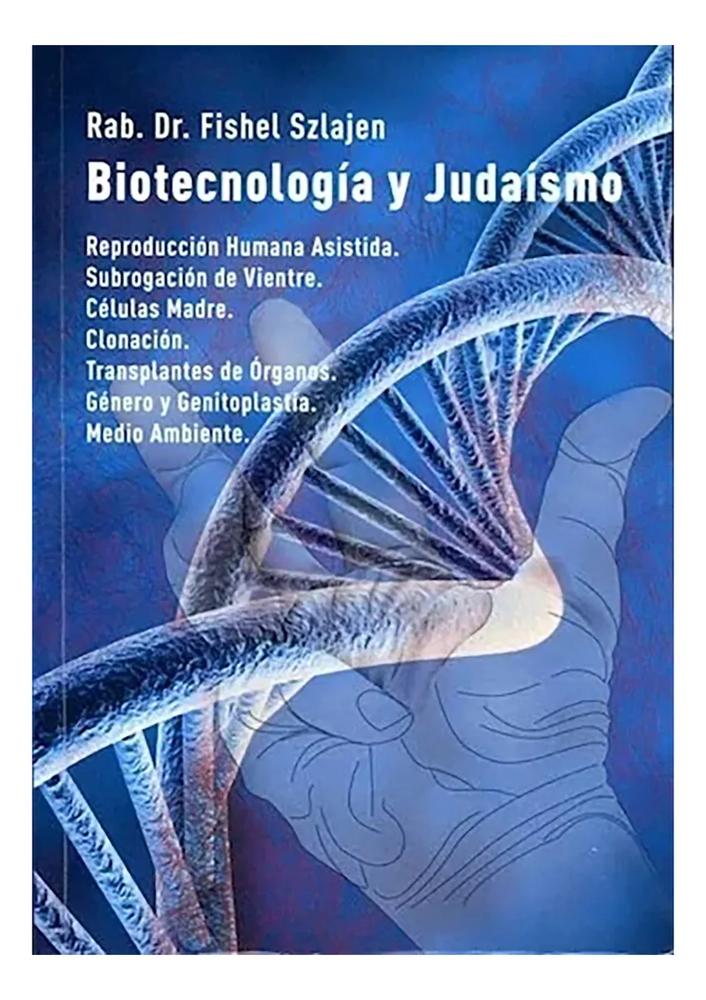 Rab. Dr. Fishel Szlajen
Biotecnología y Judaísmo
Reproducción Humana Asistida.
Subrogación de Vientre.
Células Madre.
Clonación.
Transplantes de Órganos.
Género y Genitoplastia.
Medio Ambiente.